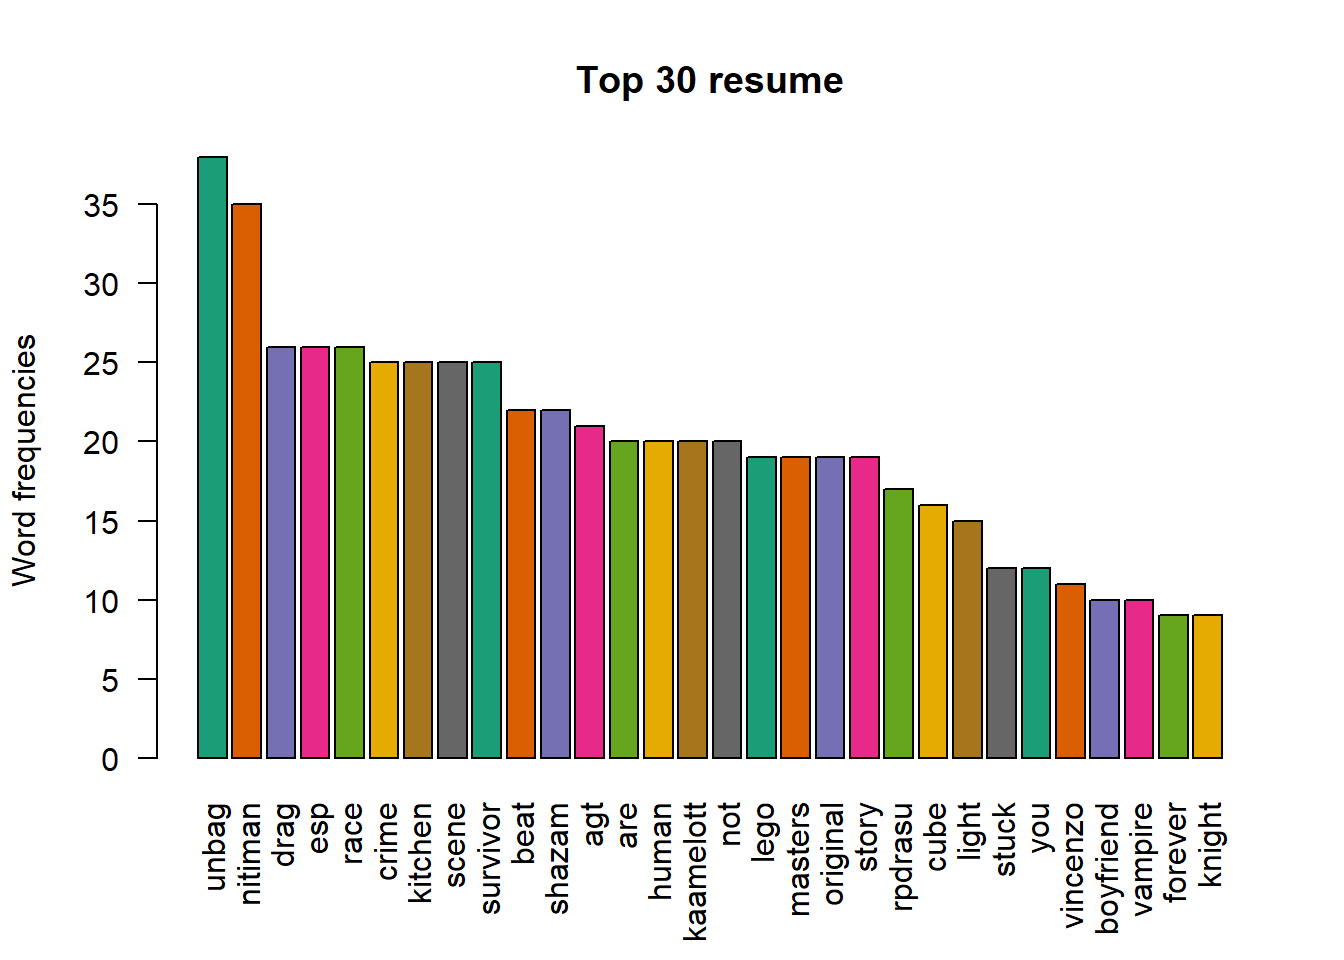 Top 30 resume
Word frequencies
35
30
25
20
15
10
5
0
unbag
nitiman
drag
esp
race
crime
kitchen
scene
survivor
beat
shazam
agt
are
human
kaamelott
not
lego
masters
original
story
rpdrasu
cube
light
stuck
you
vincenzo
boyfriend
vampire
forever
knight